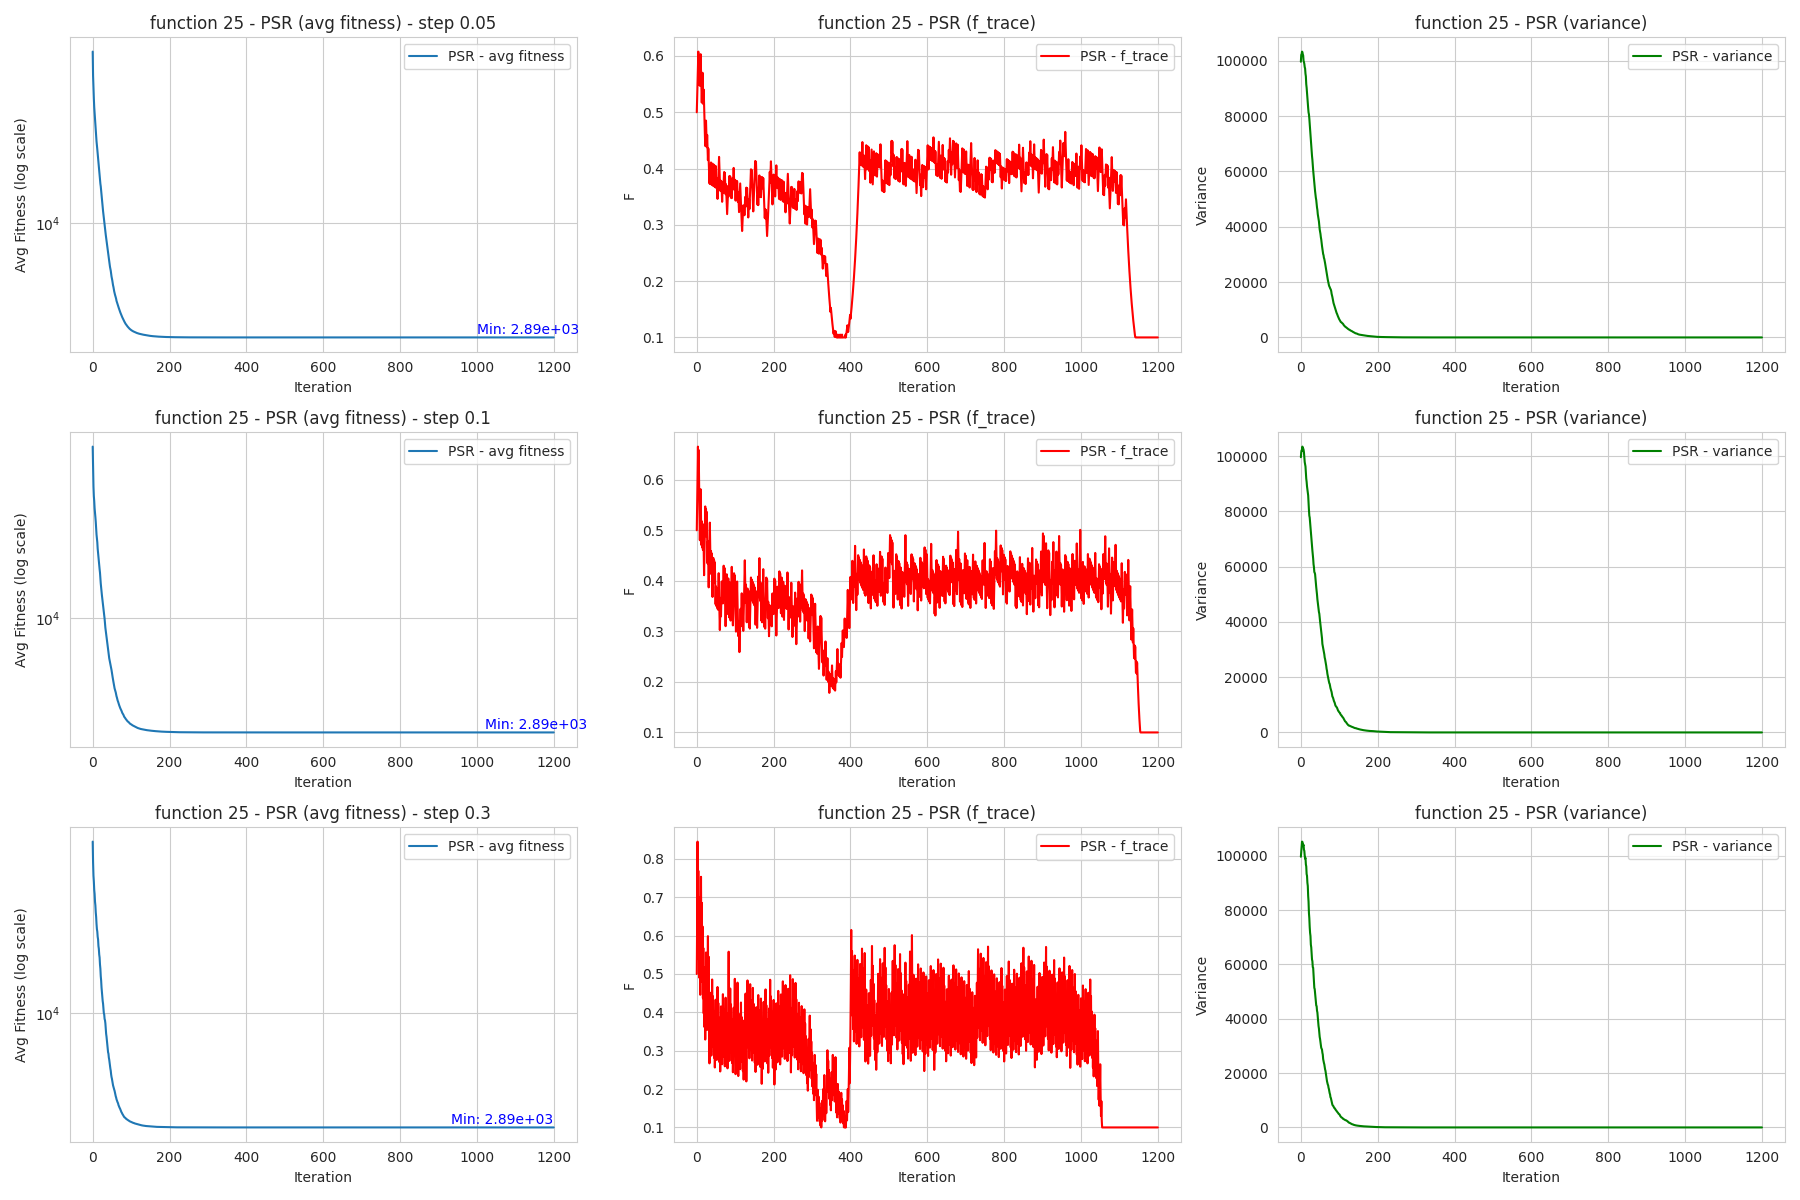 function 25 - PSR (avg fitness) - step 0.05
PSR - avg fitness
Avg Fitness (log scale)
10^4
Min: 2.89e+03
0 200 400 600 800 1000 1200
Iteration
function 25 - PSR (f_trace)
PSR - f_trace
F
0.6
0.5
0.4
0.3
0.2
0.1
0 200 400 600 800 1000 1200
Iteration
function 25 - PSR (variance)
PSR - variance
Variance
100000
80000
60000
40000
20000
0
0 200 400 600 800 1000 1200
Iteration
function 25 - PSR (avg fitness) - step 0.1
PSR - avg fitness
Avg Fitness (log scale)
10^4
Min: 2.89e+03
0 200 400 600 800 1000 1200
Iteration
function 25 - PSR (f_trace)
PSR - f_trace
F
0.6
0.5
0.4
0.3
0.2
0.1
0 200 400 600 800 1000 1200
Iteration
function 25 - PSR (variance)
PSR - variance
Variance
100000
80000
60000
40000
20000
0
0 200 400 600 800 1000 1200
Iteration
function 25 - PSR (avg fitness) - step 0.3
PSR - avg fitness
Avg Fitness (log scale)
10^4
Min: 2.89e+03
0 200 400 600 800 1000 1200
Iteration
function 25 - PSR (f_trace)
PSR - f_trace
F
0.8
0.7
0.6
0.5
0.4
0.3
0.2
0.1
0 200 400 600 800 1000 1200
Iteration
function 25 - PSR (variance)
PSR - variance
Variance
100000
80000
60000
40000
20000
0
0 200 400 600 800 1000 1200
Iteration